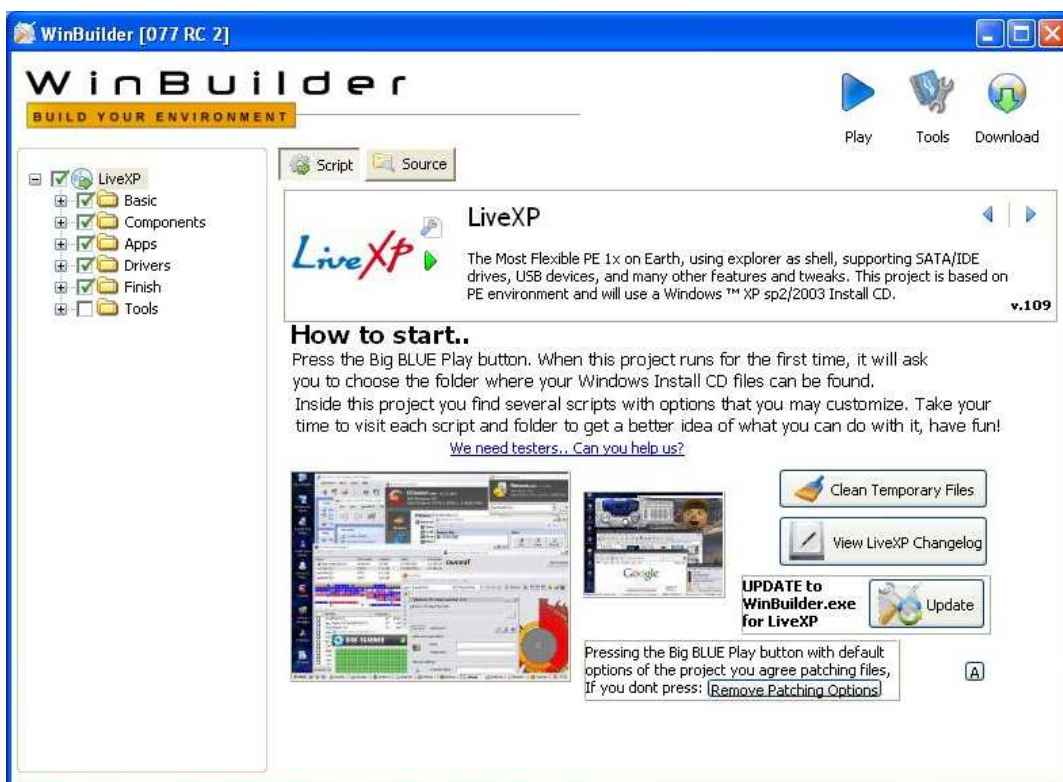 WinBuilder [077 RC 2]
WinBuilder
BUILD YOUR ENVIRONMENT
Play
Tools
Download
LiveXP
Basic
Components
Apps
Drivers
Finish
Tools
Script
Source
LiveXP
LiveXP
The Most Flexible PE 1x on Earth, using explorer as shell, supporting SATA/IDE
drives, USB devices, and many other features and tweaks. This project is based on
PE environment and will use a Windows ™ XP sp2/2003 Install CD.
v.109
How to start..
Press the Big BLUE Play button. When this project runs for the first time, it will ask
you to choose the folder where your Windows Install CD files can be found.
Inside this project you find several scripts with options that you may customize. Take your
time to visit each script and folder to get a better idea of what you can do with it, have fun!
We need testers.. Can you help us?
Google
DISK SCANNER
Clean Temporary Files
View LiveXP Changelog
UPDATE to
WinBuilder.exe
for LiveXP
Update
Pressing the Big BLUE Play button with default
options of the project you agree patching files,
If you dont press: Remove Patching Options
A